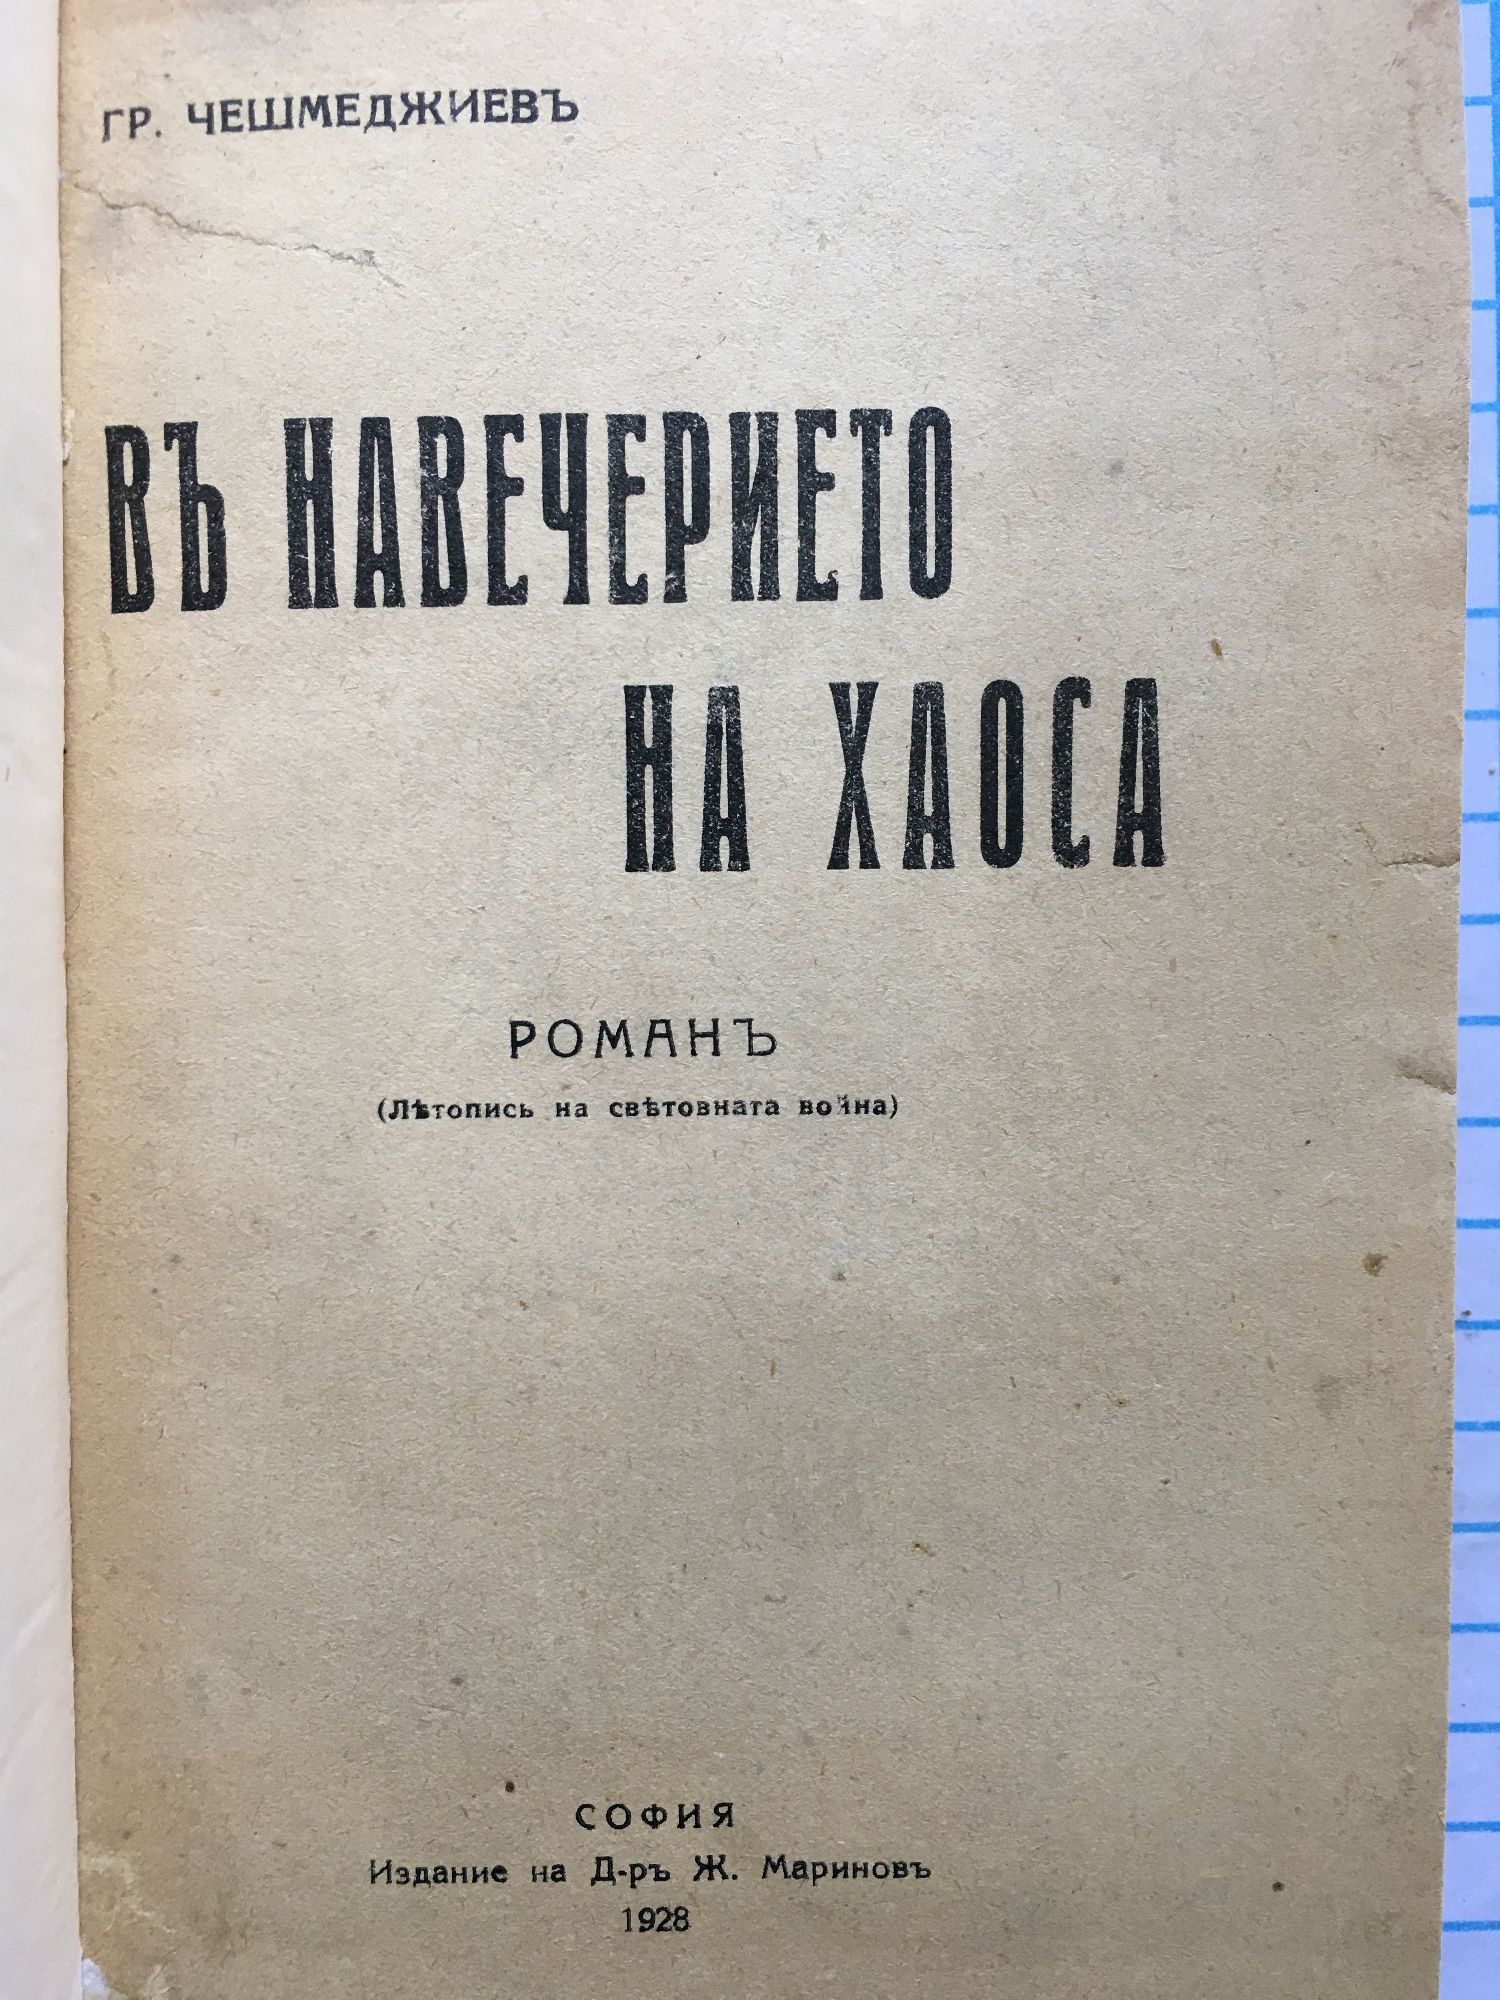 ГР. ЧЕШМЕДЖИЕВЪ
ВЪ НАВЕЧЕРИЕТО
НА ХАОСА
РОМАНЪ
(Лѣтопись на свѣтовната война)
СОФИЯ
Издание на Д-ръ Ж. Мариновъ
1928